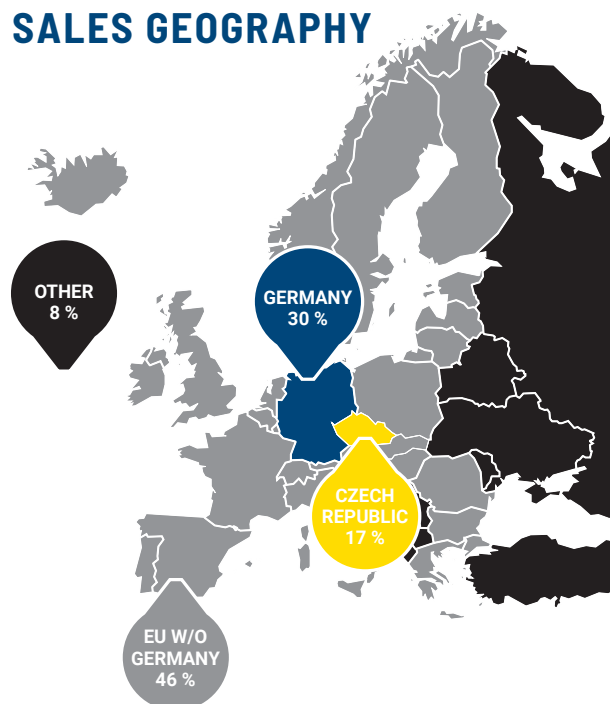 SALES GEOGRAPHY
OTHER
8 %
GERMANY
30 %
CZECH
REPUBLIC
17 %
EU W/O
GERMANY
46 %